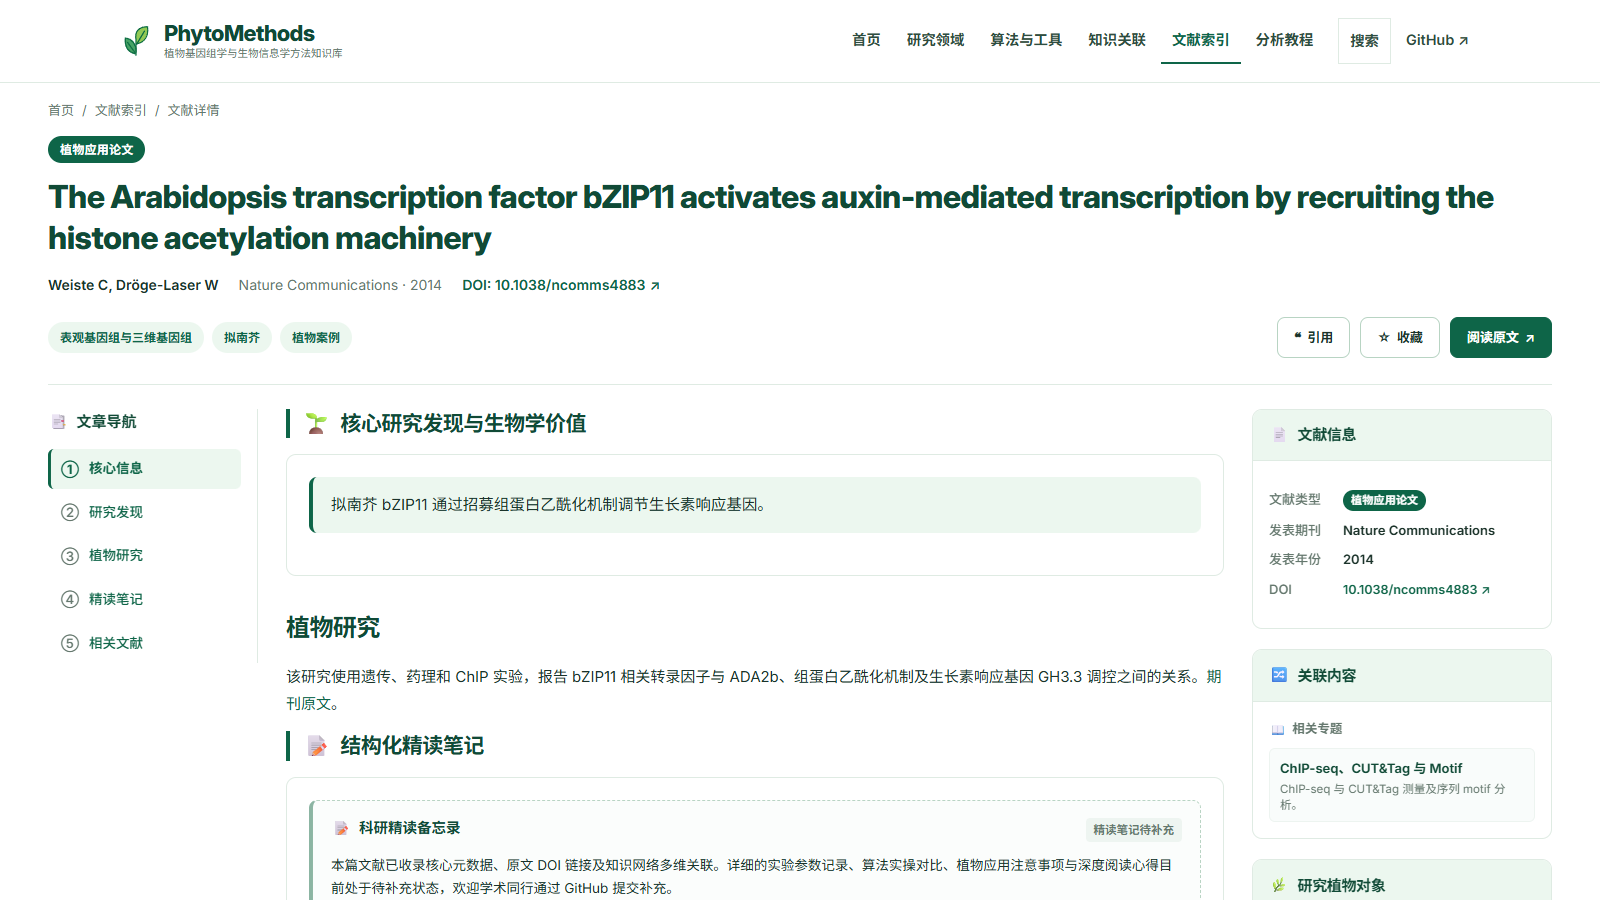 PhytoMethods
植物基因组学与生物信息学方法知识库
首页 研究领域 算法与工具 知识关联 文献索引 分析教程 搜索 GitHub ↗
首页 / 文献索引 / 文献详情
植物应用论文
The Arabidopsis transcription factor bZIP11 activates auxin-mediated transcription by recruiting the
histone acetylation machinery
Weiste C, Dröge-Laser W Nature Communications · 2014 DOI: 10.1038/ncomms4883 ↗
表观基因组与三维基因组 拟南芥 植物案例
❝ 引用 ☆ 收藏 阅读原文 ↗
文章导航
① 核心信息
② 研究发现
③ 植物研究
④ 精读笔记
⑤ 相关文献
核心研究发现与生物学价值
拟南芥 bZIP11 通过招募组蛋白乙酰化机制调节生长素响应基因。
植物研究
该研究使用遗传、药理和 ChIP 实验，报告 bZIP11 相关转录因子与 ADA2b、组蛋白乙酰化机制及生长素响应基因 GH3.3 调控之间的关系。期
刊原文。
结构化精读笔记
科研精读备忘录
精读笔记待补充
本篇文献已收录核心元数据、原文 DOI 链接及知识网络多维关联。详细的实验参数记录、算法实操对比、植物应用注意事项与深度阅读心得目
前处于待补充状态，欢迎学术同行通过 GitHub 提交补充。
文献信息
文献类型 植物应用论文
发表期刊 Nature Communications
发表年份 2014
DOI 10.1038/ncomms4883 ↗
关联内容
相关专题
ChIP-seq、CUT&Tag 与 Motif
ChIP-seq 与 CUT&Tag 测量及序列 motif 分
析。
研究植物对象